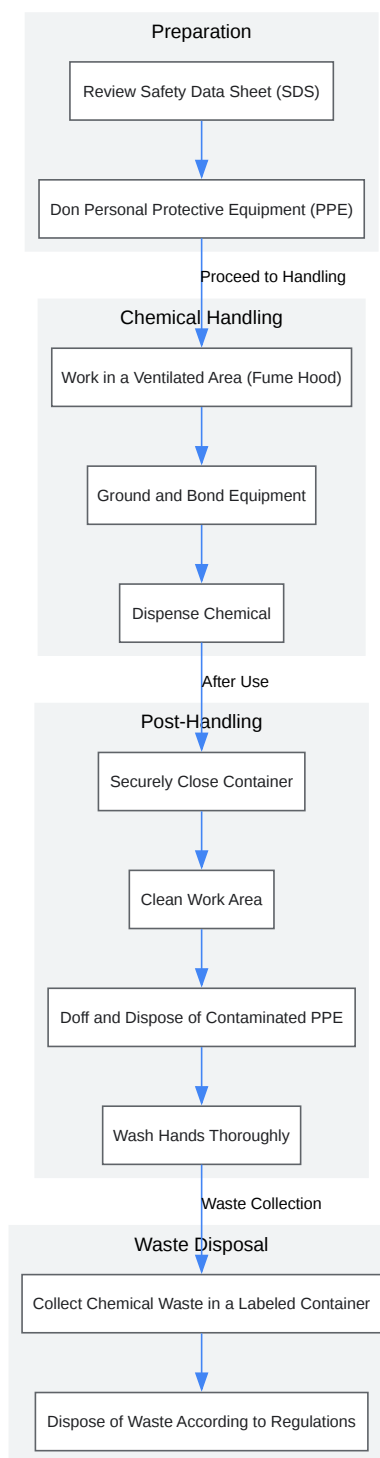 Preparation
Review Safety Data Sheet (SDS)
Don Personal Protective Equipment (PPE)
Proceed to Handling
Chemical Handling
Work in a Ventilated Area (Fume Hood)
Ground and Bond Equipment
Dispense Chemical
After Use
Post-Handling
Securely Close Container
Clean Work Area
Doff and Dispose of Contaminated PPE
Wash Hands Thoroughly
Waste Collection
Waste Disposal
Collect Chemical Waste in a Labeled Container
Dispose of Waste According to Regulations